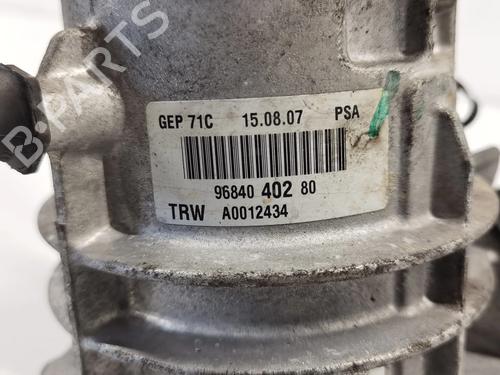 B-PARTS
GEP 71C 15.08.07 PSA
96840 402 80
TRW A0012434